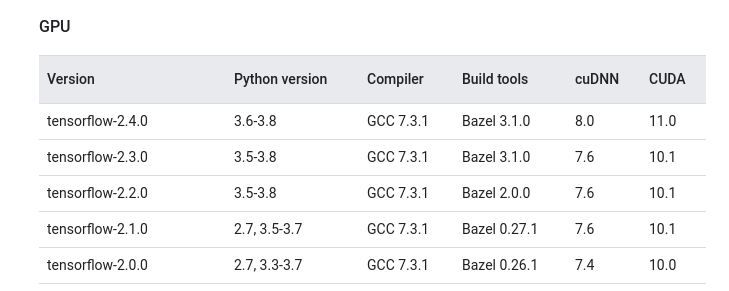 GPU
Version Python version Compiler Build tools cuDNN CUDA
tensorflow-2.4.0 3.6-3.8 GCC 7.3.1 Bazel 3.1.0 8.0 11.0
tensorflow-2.3.0 3.5-3.8 GCC 7.3.1 Bazel 3.1.0 7.6 10.1
tensorflow-2.2.0 3.5-3.8 GCC 7.3.1 Bazel 2.0.0 7.6 10.1
tensorflow-2.1.0 2.7, 3.5-3.7 GCC 7.3.1 Bazel 0.27.1 7.6 10.1
tensorflow-2.0.0 2.7, 3.3-3.7 GCC 7.3.1 Bazel 0.26.1 7.4 10.0